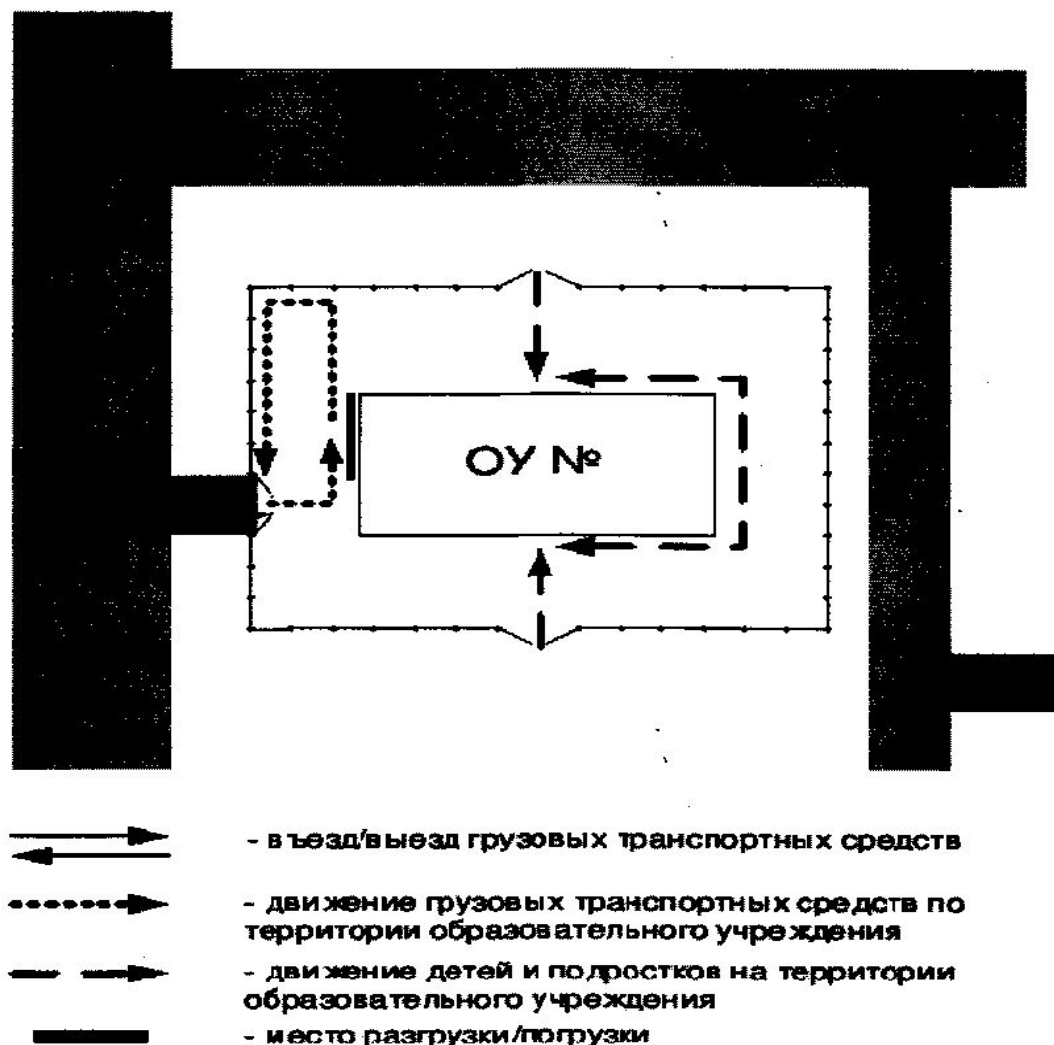 ОУ №
- въезд/выезд грузовых транспортных средств
- движение грузовых транспортных средств по
территории образовательного учреждения
- движение детей и подростков на территории
образовательного учреждения
- место разгрузки/погрузки